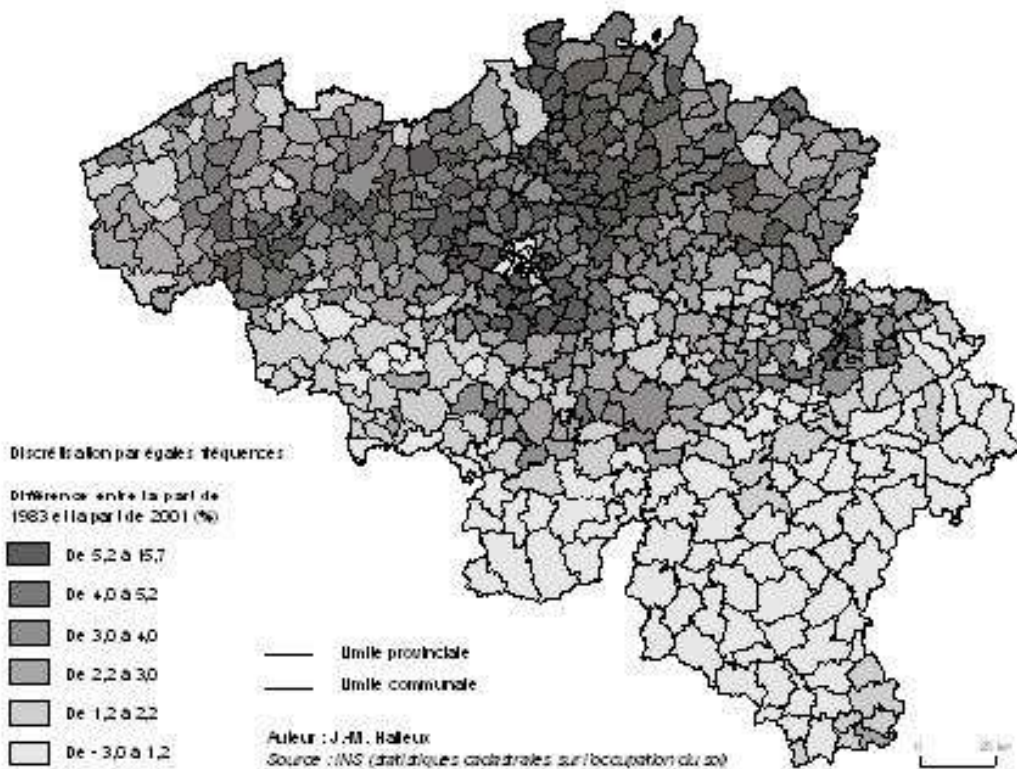 Discrétisation par égales fréquences
Différence entre la part de
1983 et la part de 2001 (%)
De 5,2 à 15,7
De 4,0 à 5,2
De 3,0 à 4,0
De 2,2 à 3,0
De 1,2 à 2,2
De - 3,0 à 1,2
Limite provinciale
Limite communale
Auteur : J.-M. Halleux
Source : INS (statistiques cadastrales sur l'occupation du sol)